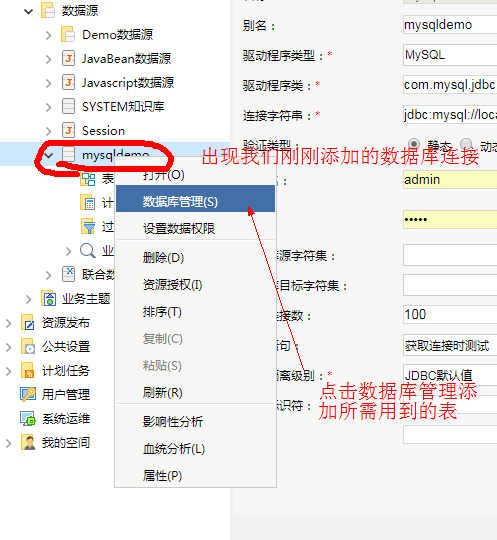 数据源
Demo数据源
JavaBean数据源
Javascript数据源
SYSTEM知识库
Session
mysqldemo
表
计
过
业
联合数
业务主题
资源发布
公共设置
计划任务
用户管理
系统运维
我的空间
打开(O)
数据库管理(S)
设置数据权限
删除(D)
资源授权(I)
排序(T)
复制(C)
粘贴(S)
刷新(R)
影响性分析
血统分析(L)
属性(P)
别名：
mysqldemo
驱动程序类型：*
MySQL
驱动程序类：*
com.mysql.jdbc
连接字符串：*
jdbc:mysql://loca
验证类型：
静态
动态
出现我们刚刚添加的数据库连接
名：
admin
•••••
源字符集：
目标字符集：
接数：
100
语句：
获取连接时测试
离级别：*
JDBC默认值
标识符：
点击数据库管理添
加所需用到的表